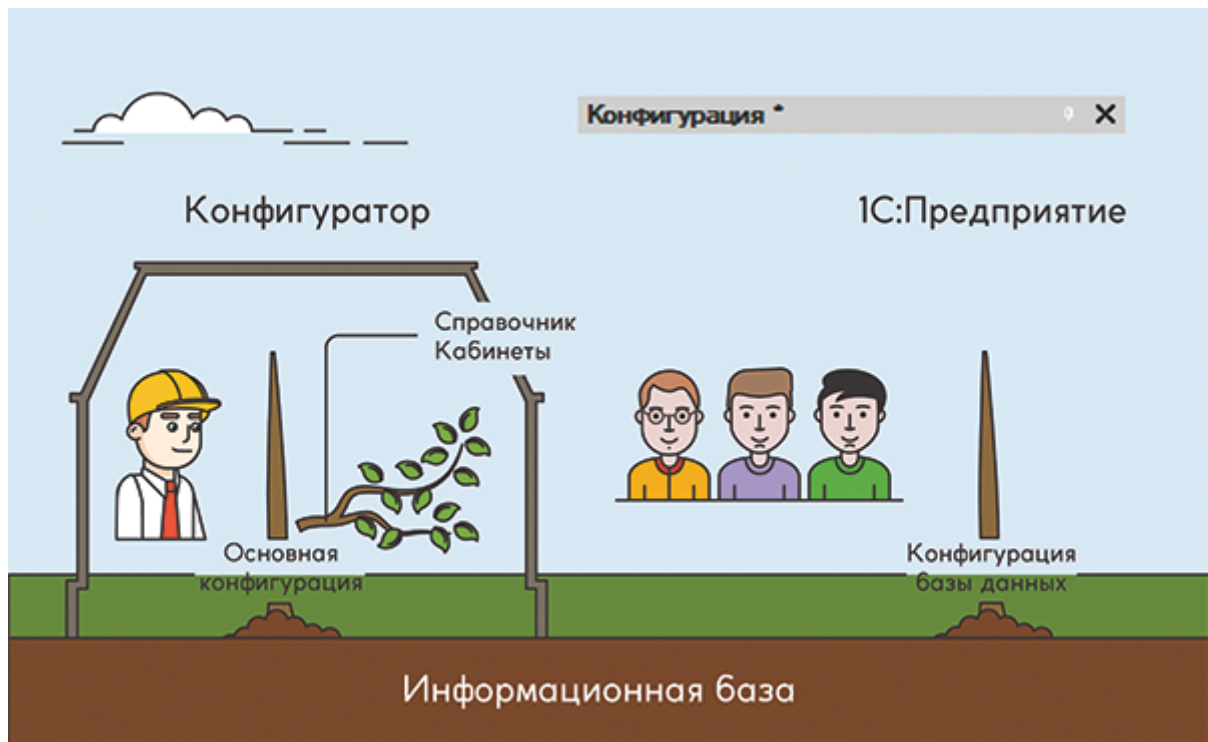 Конфигурация *
Конфигуратор
1С:Предприятие
Справочник
Кабинеты
Основная
конфигурация
Конфигурация
базы данных
Информационная база